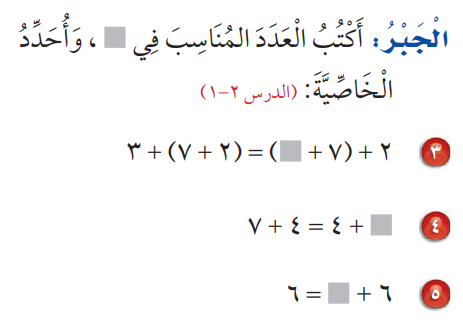 الْجَبْرُ: أَكْتُبُ الْعَدَدَ المُنَاسِبَ فِي ■ ، وَأُحَدِّدُ
الْخَاصِّيَّةَ: (الدرس ٢-١)
٣ ٢ + (٧ + ■) = (٢ + ٧) + ٣
٤ ■ + ٤ = ٤ + ٧
٥ ٦ + ■ = ٦